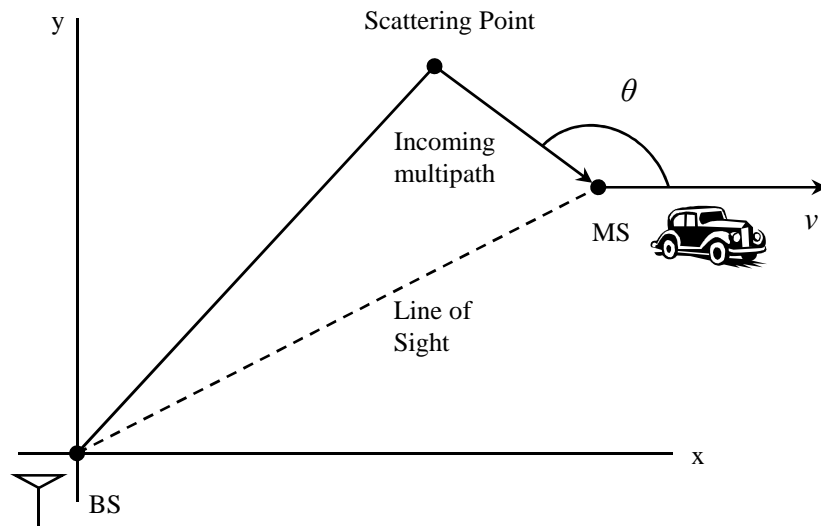 y
Scattering Point
θ
Incoming
multipath
MS
v
Line of
Sight
x
BS